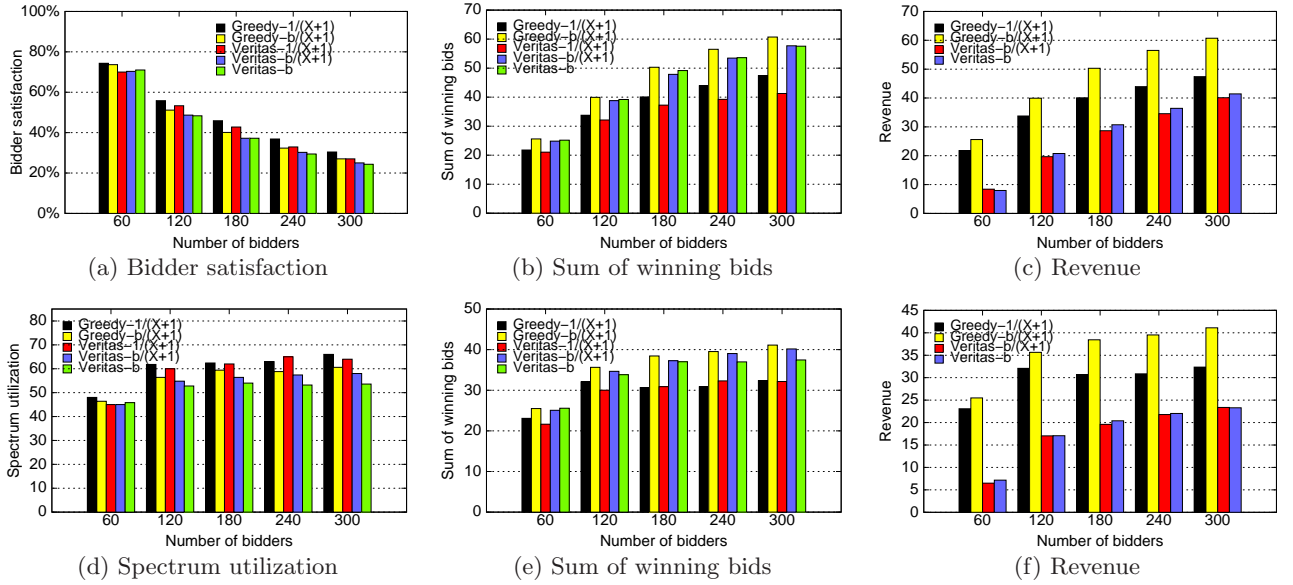 Greedy−1/(X+1)
Greedy−b/(X+1)
Veritas−1/(X+1)
Veritas−b/(X+1)
Veritas−b
100%
80%
60%
40%
20%
0%
Bidder satisfaction
60 120 180 240 300
Number of bidders
(a) Bidder satisfaction
Greedy−1/(X+1)
Greedy−b/(X+1)
Veritas−1/(X+1)
Veritas−b/(X+1)
Veritas−b
70
60
50
40
30
20
10
0
Sum of winning bids
60 120 180 240 300
Number of bidders
(b) Sum of winning bids
Greedy−1/(X+1)
Greedy−b/(X+1)
Veritas−1/(X+1)
Veritas−b/(X+1)
70
60
50
40
30
20
10
0
Revenue
60 120 180 240 300
Number of bidders
(c) Revenue
Greedy−1/(X+1)
Greedy−b/(X+1)
Veritas−1/(X+1)
Veritas−b/(X+1)
Veritas−b
80
70
60
50
40
30
20
10
0
Spectrum utilization
60 120 180 240 300
Number of bidders
(d) Spectrum utilization
Greedy−1/(X+1)
Greedy−b/(X+1)
Veritas−1/(X+1)
Veritas−b/(X+1)
Veritas−b
50
40
30
20
10
0
Sum of winning bids
60 120 180 240 300
Number of bidders
(e) Sum of winning bids
Greedy−1/(X+1)
Greedy−b/(X+1)
Veritas−1/(X+1)
Veritas−b/(X+1)
45
40
35
30
25
20
15
10
5
0
Revenue
60 120 180 240 300
Number of bidders
(f) Revenue